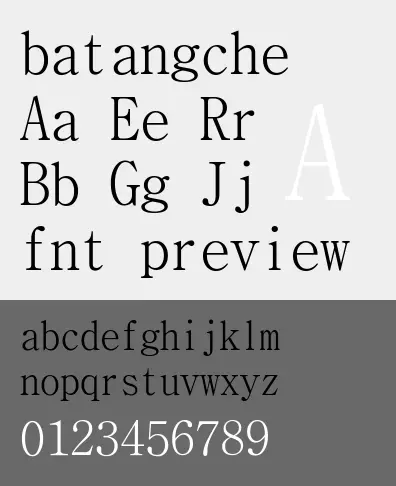 batangche
Aa Ee Rr
Bb Gg Jj
A
fnt preview
abcdefghijklm
nopqrstuvwxyz
0123456789